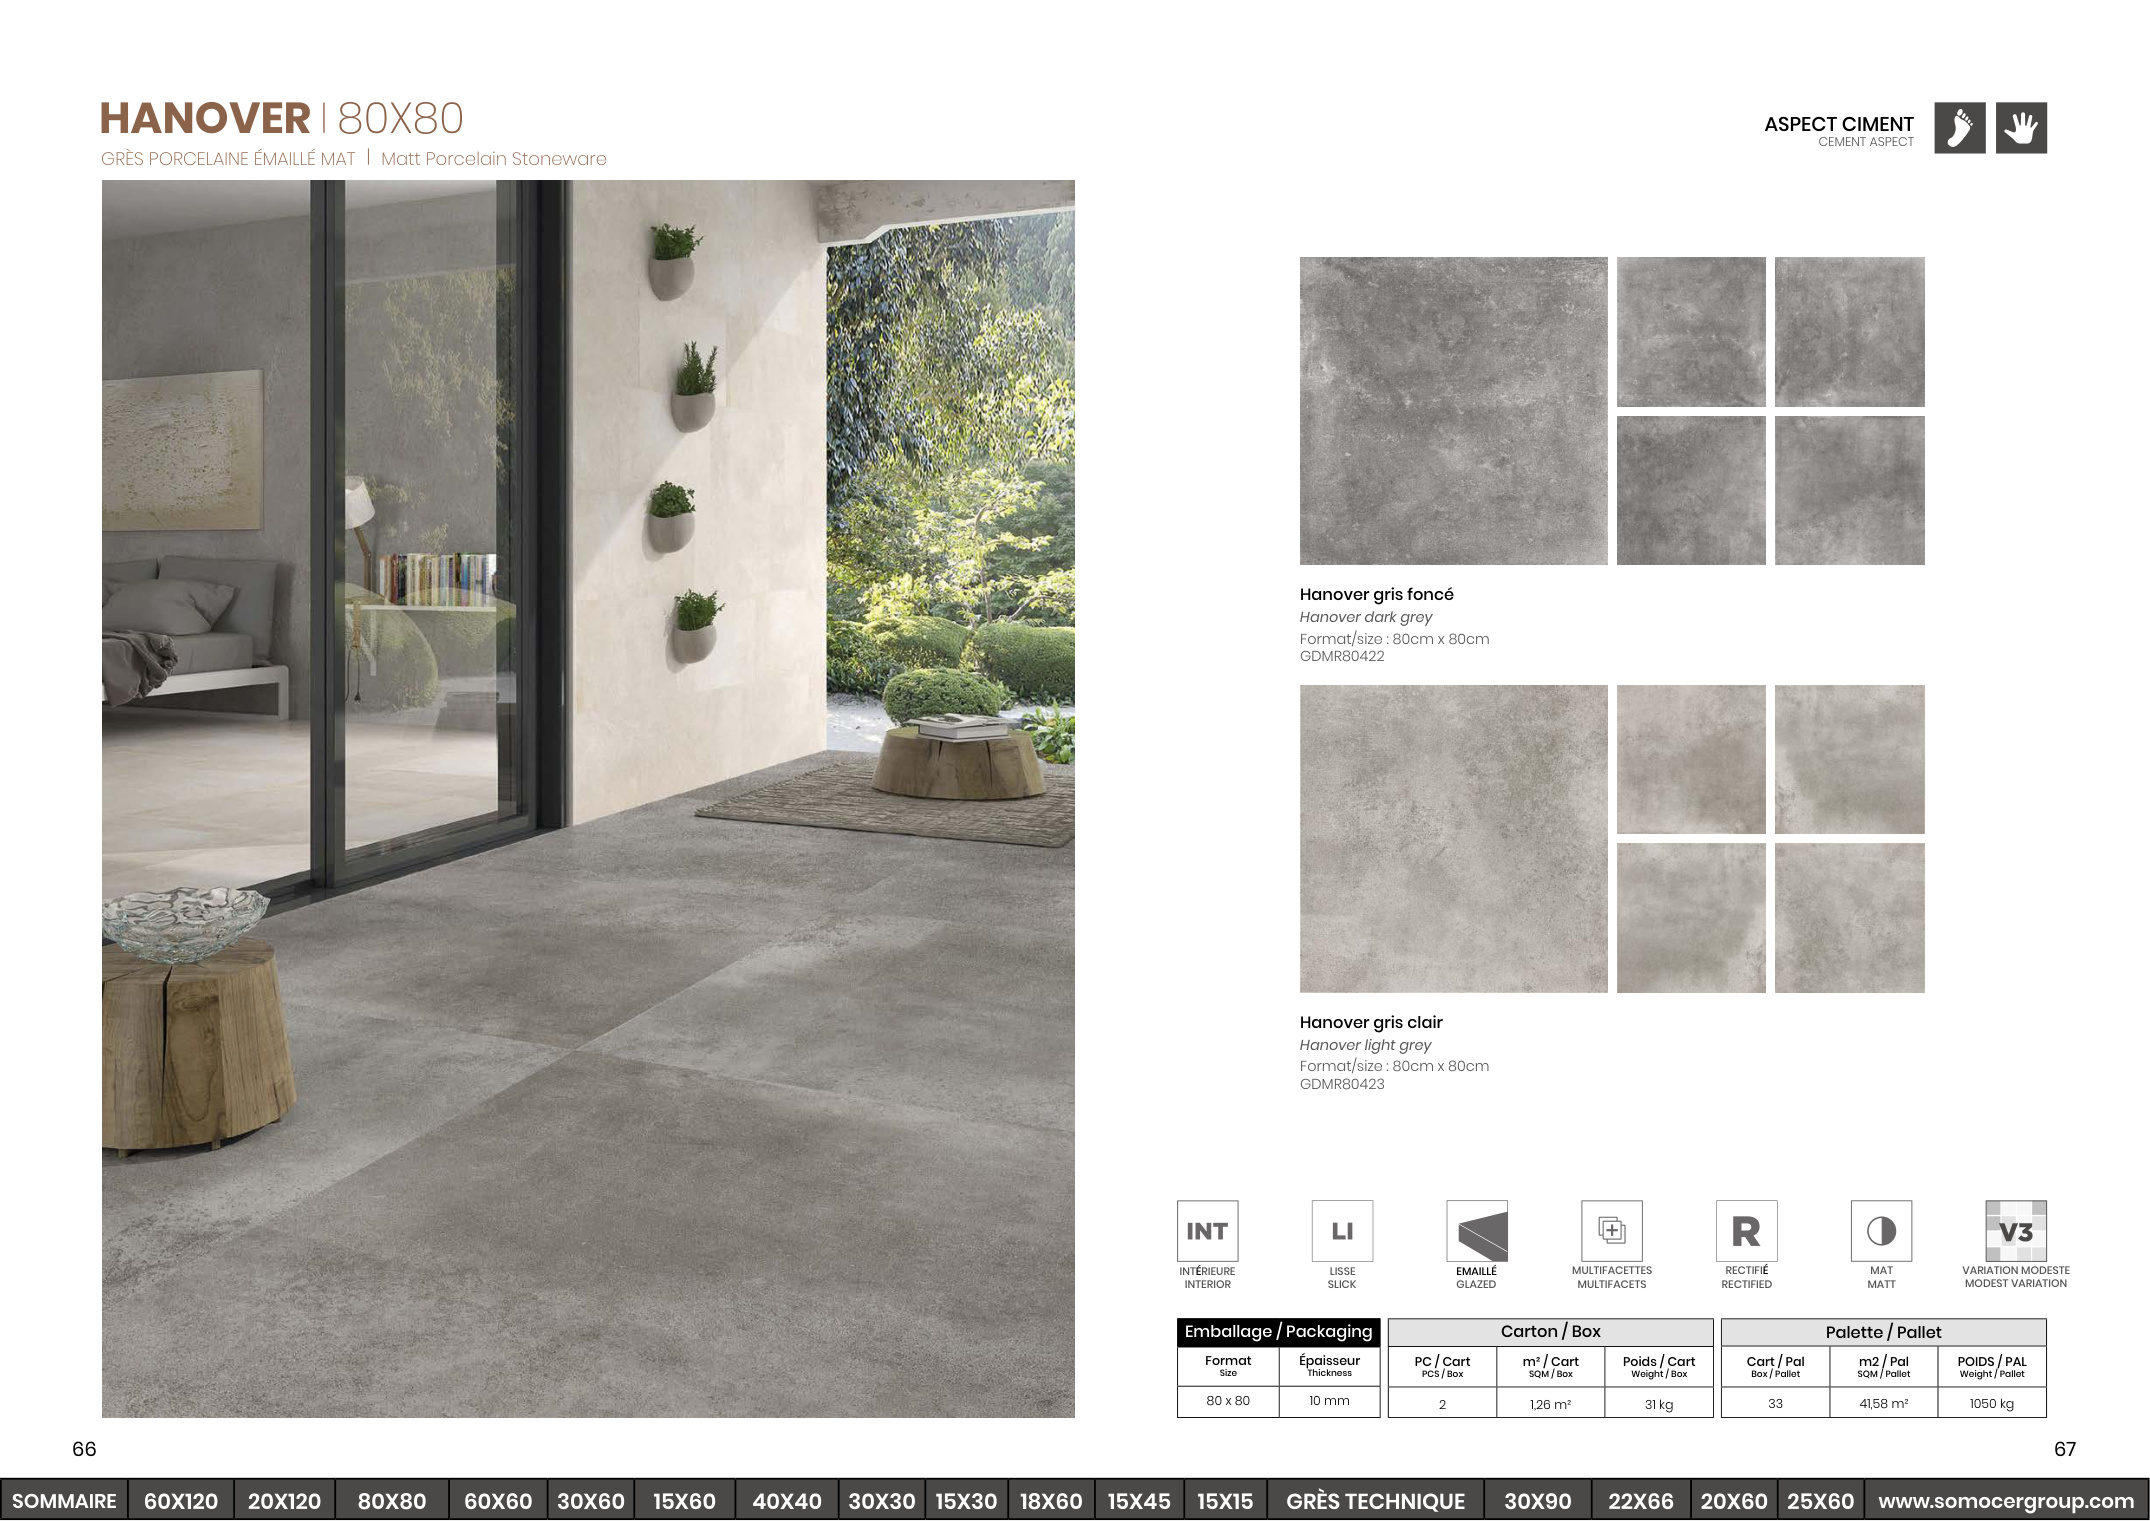 HANOVER | 80X80
GRÈS PORCELAINE ÉMAILLÉ MAT | Matt Porcelain Stoneware
ASPECT CIMENT
CEMENT ASPECT
Hanover gris foncé
Hanover dark grey
Format/size : 80cm x 80cm
GDMR80422
Hanover gris clair
Hanover light grey
Format/size : 80cm x 80cm
GDMR80423
INT LI R V3
INTÉRIEURE LISSE EMAILLÉ MULTIFACETTES RECTIFIÉ MAT VARIATION MODESTE
INTERIOR SLICK GLAZED MULTIFACETS RECTIFIED MATT MODEST VARIATION
Emballage / Packaging Carton / Box Palette / Pallet
Format Épaisseur PC / Cart m² / Cart Poids / Cart Cart / Pal m2 / Pal POIDS / PAL
Size Thickness PCS / Box SQM / Box Weight / Box Box / Pallet SQM / Pallet Weight / Pallet
80 x 80 10 mm 2 1,26 m² 31 kg 33 41,58 m² 1050 kg
66 67
SOMMAIRE 60X120 20X120 80X80 60X60 30X60 15X60 40X40 30X30 15X30 18X60 15X45 15X15 GRÈS TECHNIQUE 30X90 22X66 20X60 25X60 www.somocergroup.com